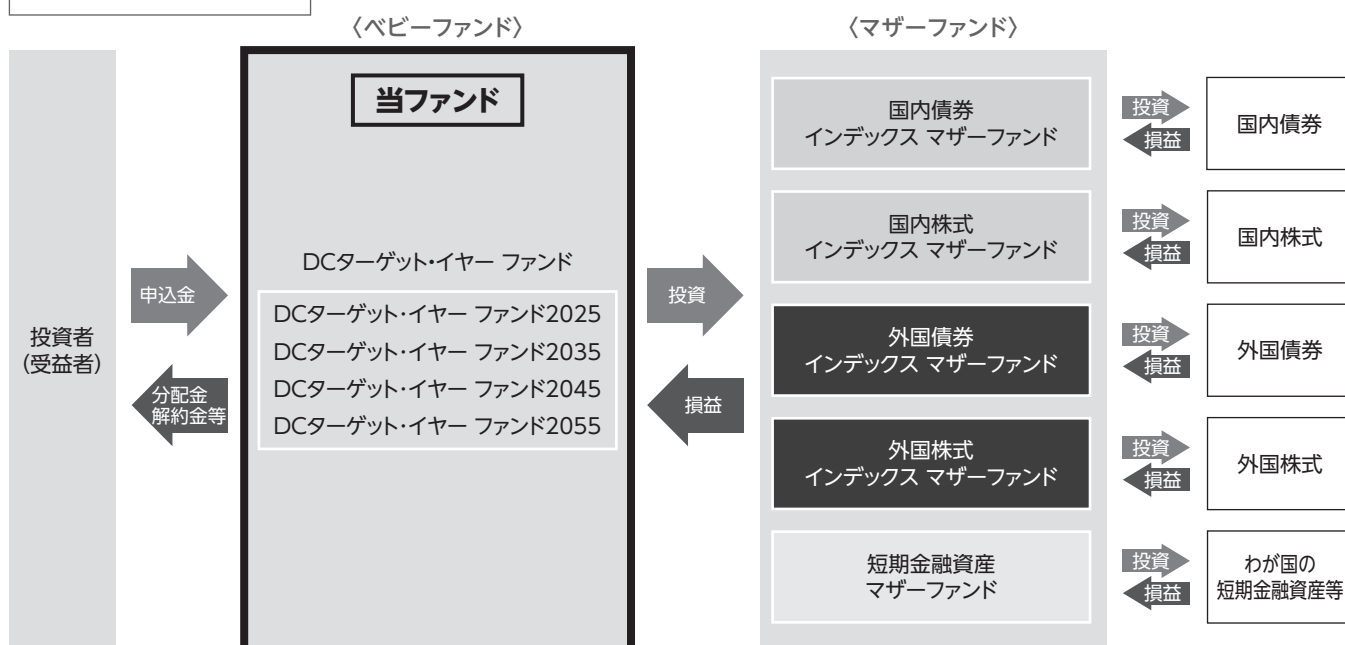 〈ベビーファンド〉
〈マザーファンド〉
当ファンド
投資者
(受益者)
申込金
分配金
解約金等
DCターゲット・イヤー ファンド
DCターゲット・イヤー ファンド2025
DCターゲット・イヤー ファンド2035
DCターゲット・イヤー ファンド2045
DCターゲット・イヤー ファンド2055
投資
損益
国内債券
インデックス マザーファンド
投資
損益
国内債券
国内株式
インデックス マザーファンド
投資
損益
国内株式
外国債券
インデックス マザーファンド
投資
損益
外国債券
外国株式
インデックス マザーファンド
投資
損益
外国株式
短期金融資産
マザーファンド
投資
損益
わが国の
短期金融資産等